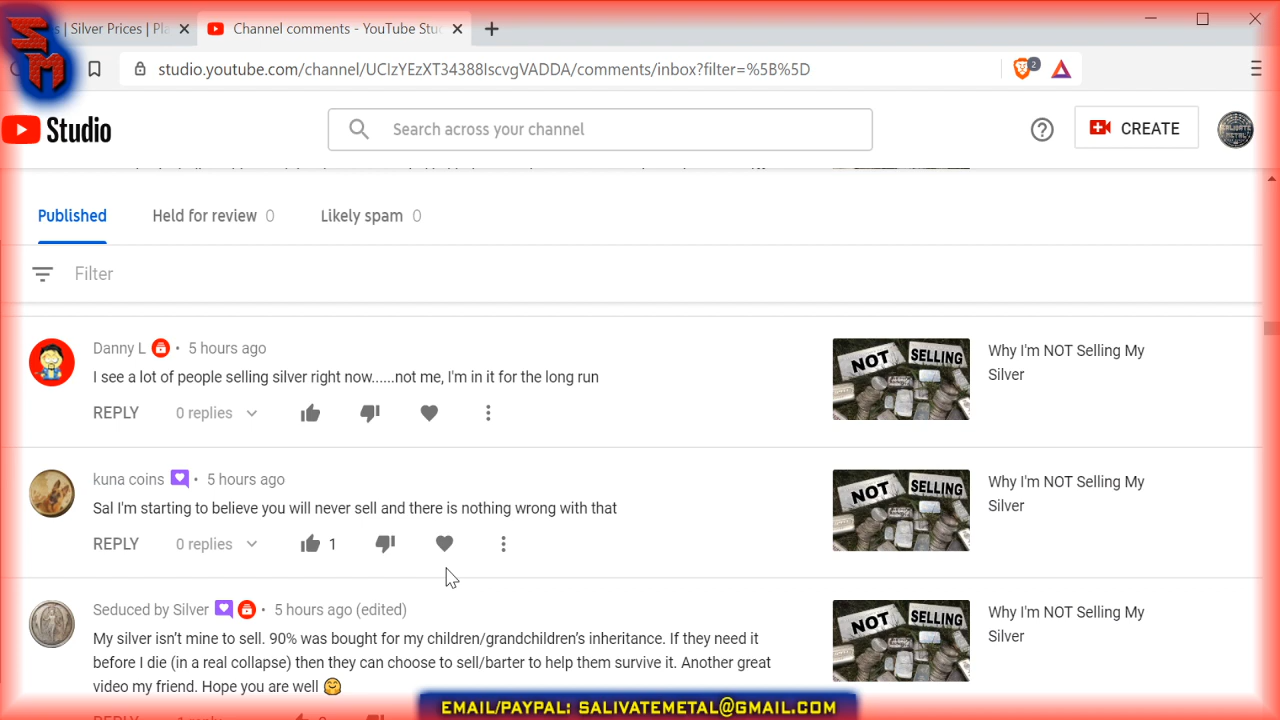 SM
s | Silver Prices | Pla
Channel comments - YouTube Stud
studio.youtube.com/channel/UCIzYEzXT34388IscvgVADDA/comments/inbox?filter=%5B%5D
2
Studio
Search across your channel
CREATE
Published
Held for review 0
Likely spam 0
Filter
Danny L • 5 hours ago
I see a lot of people selling silver right now......not me, I'm in it for the long run
REPLY 0 replies
NOT SELLING
Why I'm NOT Selling My
Silver
kuna coins • 5 hours ago
Sal I'm starting to believe you will never sell and there is nothing wrong with that
REPLY 0 replies 1
NOT SELLING
Why I'm NOT Selling My
Silver
Seduced by Silver • 5 hours ago (edited)
My silver isn't mine to sell. 90% was bought for my children/grandchildren's inheritance. If they need it
before I die (in a real collapse) then they can choose to sell/barter to help them survive it. Another great
video my friend. Hope you are well 🤗
NOT SELLING
Why I'm NOT Selling My
Silver
EMAIL/PAYPAL: SALIVATEMETAL@GMAIL.COM